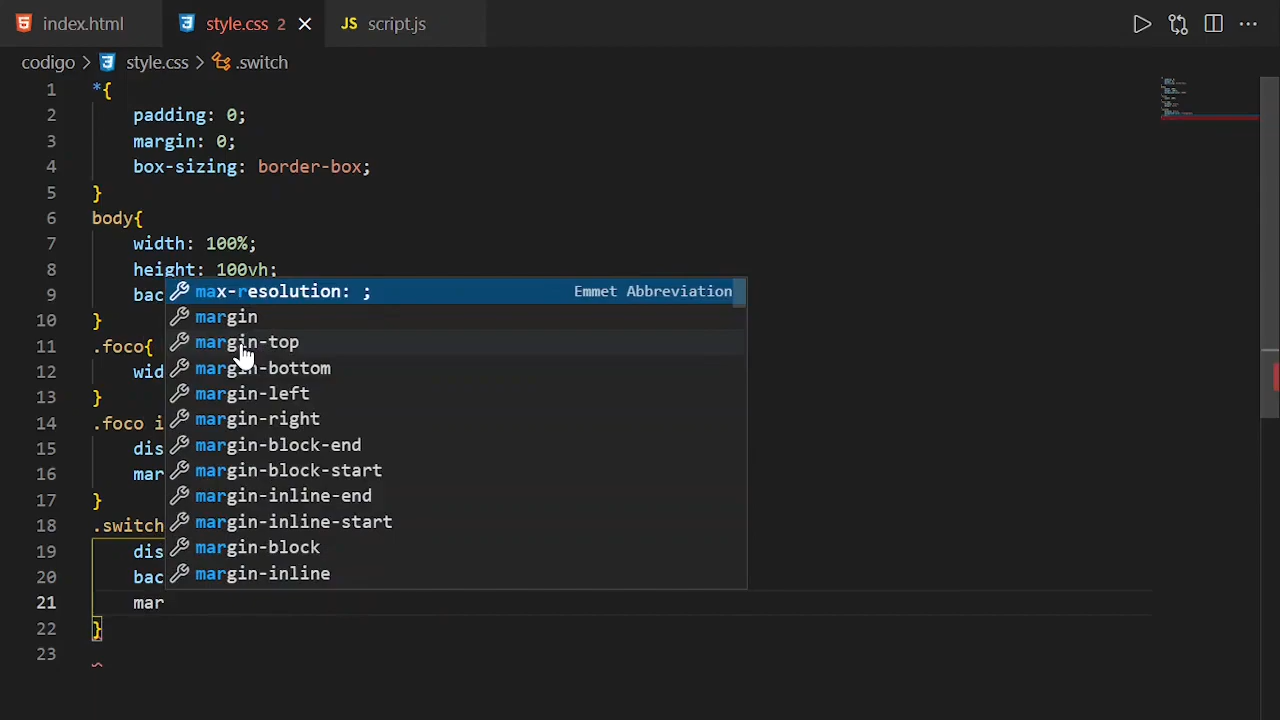 index.html style.css 2 JS script.js
codigo > style.css > .switch
1 *{
2 padding: 0;
3 margin: 0;
4 box-sizing: border-box;
5 }
6 body{
7 width: 100%;
8 height: 100vh;
9 bac
max-resolution: ; Emmet Abbreviation
10 }
margin
11 .foco{
margin-top
12 wid
margin-bottom
13 }
margin-left
14 .foco i
margin-right
15 dis
margin-block-end
16 mar
margin-block-start
17 }
margin-inline-end
18 .switch
margin-inline-start
19 dis
margin-block
20 bac
margin-inline
21 mar
22 }
23